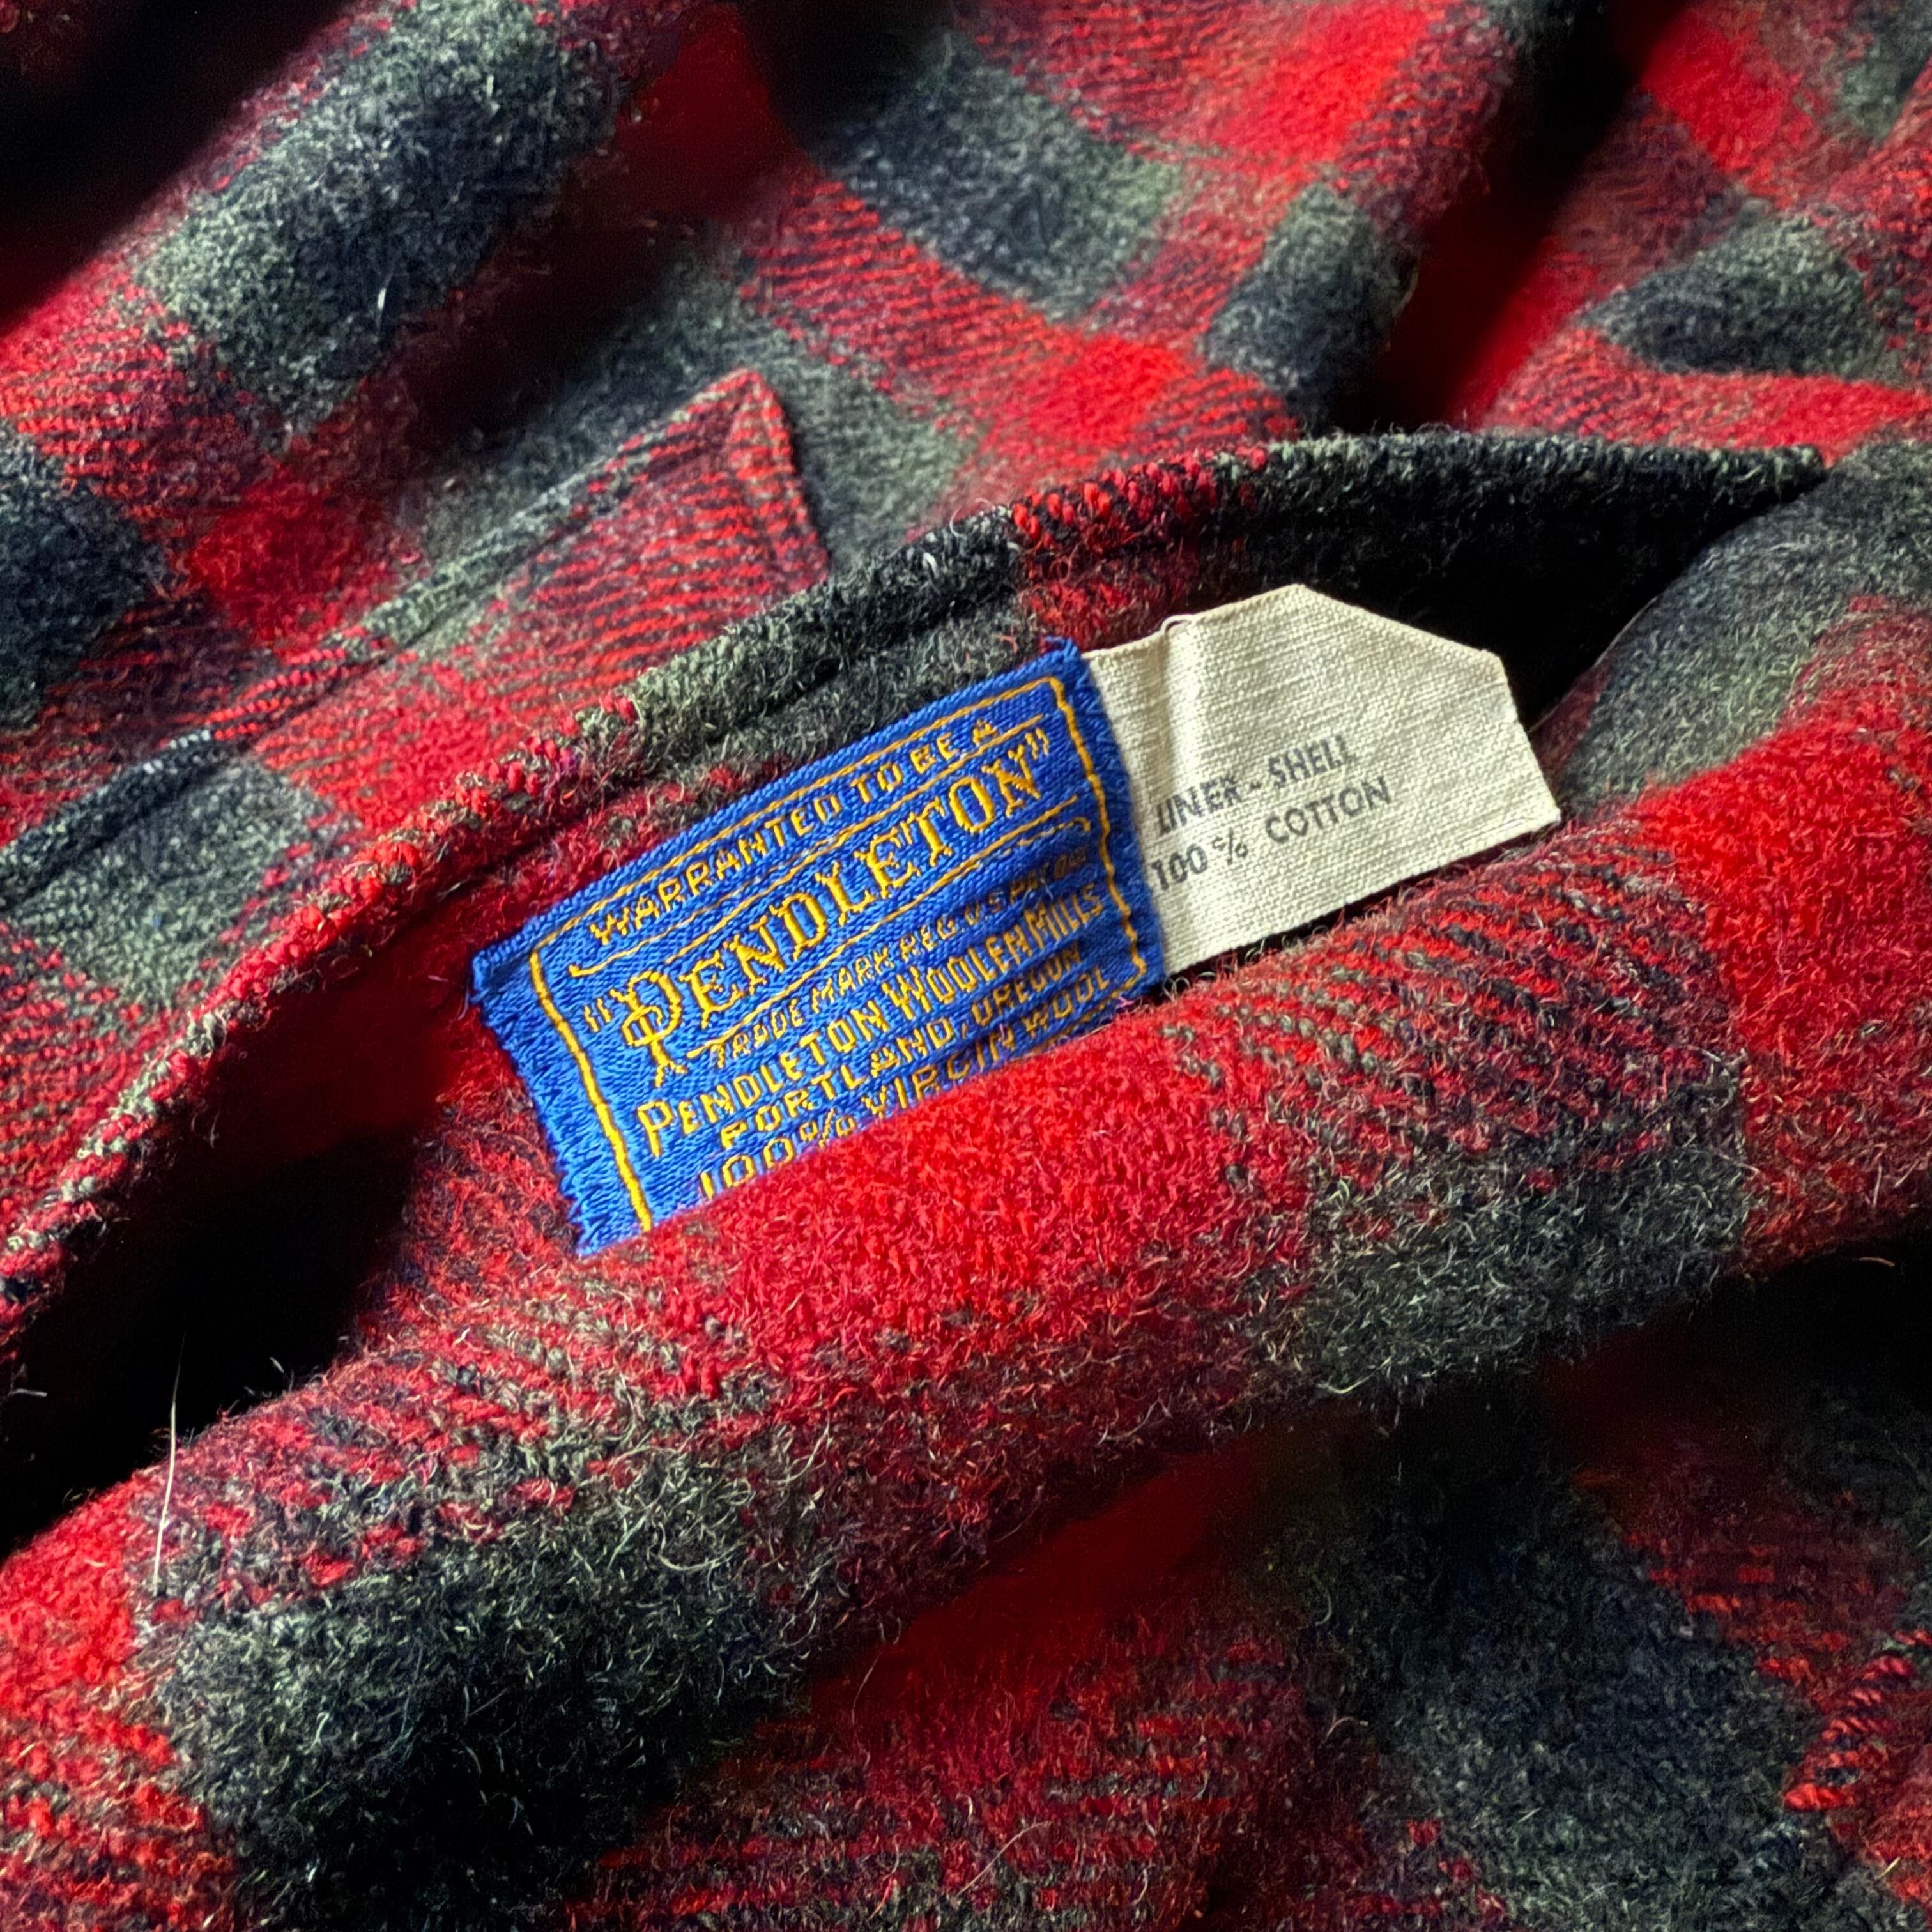 WARRANTED TO BE A
"PENDLETON"
TRADE MARK REG U.S. PAT. OFF.
PENDLETON WOOLEN MILLS
PORTLAND, OREGON
100% VIRGIN WOOL
LINER - SHELL
100% COTTON